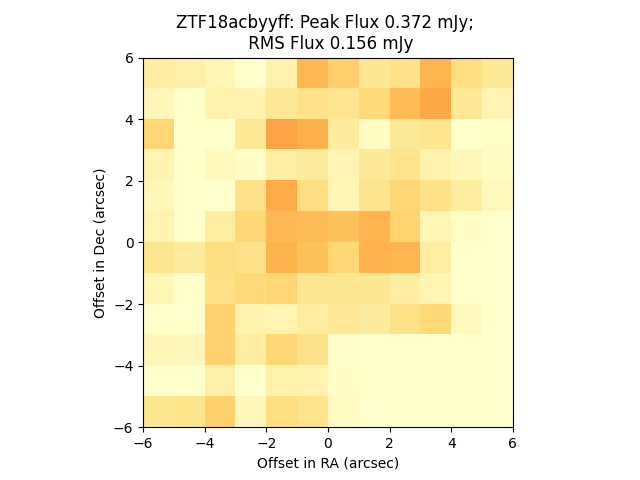 ZTF18acbyyff: Peak Flux 0.372 mJy;
RMS Flux 0.156 mJy
6
4
2
0
−2
−4
−6
Offset in Dec (arcsec)
−6 −4 −2 0 2 4 6
Offset in RA (arcsec)